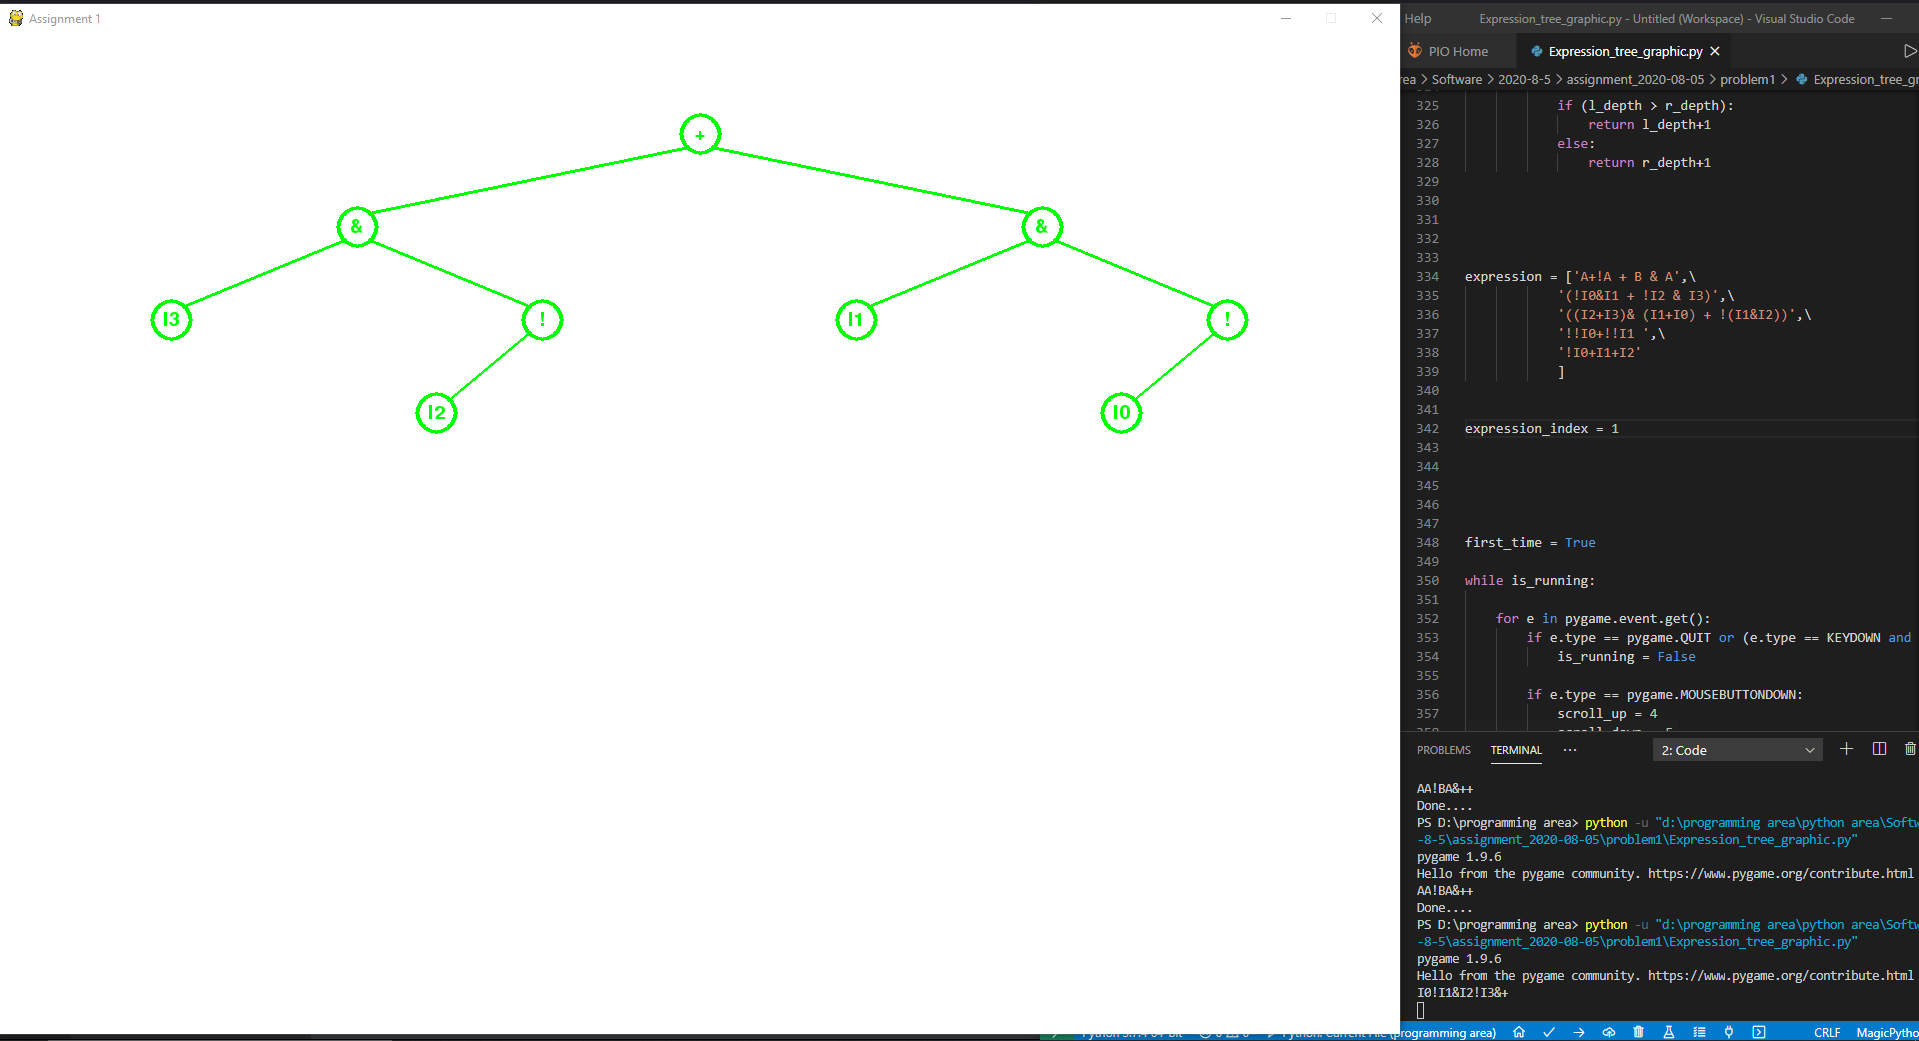 Assignment 1
+
&
&
I3
!
I1
!
I2
I0
Help
Expression_tree_graphic.py - Untitled (Workspace) - Visual Studio Code
PIO Home
Expression_tree_graphic.py
rea > Software > 2020-8-5 > assignment_2020-08-05 > problem1 > Expression_tree_gr
325 if (l_depth > r_depth):
326 return l_depth+1
327 else:
328 return r_depth+1
329
330
331
332
333
334 expression = ['A+!A + B & A',\
335 '(!I0&I1 + !I2 & I3)',\
336 '((I2+I3)& (I1+I0) + !(I1&I2))',\
337 '!!I0+!!I1 ',\
338 '!I0+I1+I2'
339 ]
340
341
342 expression_index = 1
343
344
345
346
347
348 first_time = True
349
350 while is_running:
351
352 for e in pygame.event.get():
353 if e.type == pygame.QUIT or (e.type == KEYDOWN and
354 is_running = False
355
356 if e.type == pygame.MOUSEBUTTONDOWN:
357 scroll_up = 4
PROBLEMS TERMINAL ...
2: Code
AA!BA&++
Done....
PS D:\programming area> python -u "d:\programming area\python area\Softw
-8-5\assignment_2020-08-05\problem1\Expression_tree_graphic.py"
pygame 1.9.6
Hello from the pygame community. https://www.pygame.org/contribute.html
AA!BA&++
Done....
PS D:\programming area> python -u "d:\programming area\python area\Softw
-8-5\assignment_2020-08-05\problem1\Expression_tree_graphic.py"
pygame 1.9.6
Hello from the pygame community. https://www.pygame.org/contribute.html
I0!I1&I2!I3&+
(programming area)
CRLF
MagicPytho